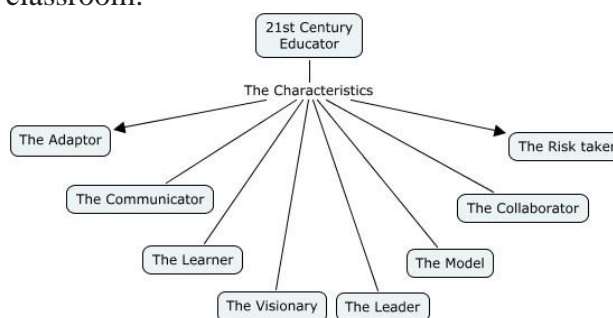 classroom.
21st Century
Educator
The Characteristics
The Adaptor
The Risk taker
The Communicator
The Collaborator
The Learner
The Model
The Visionary
The Leader